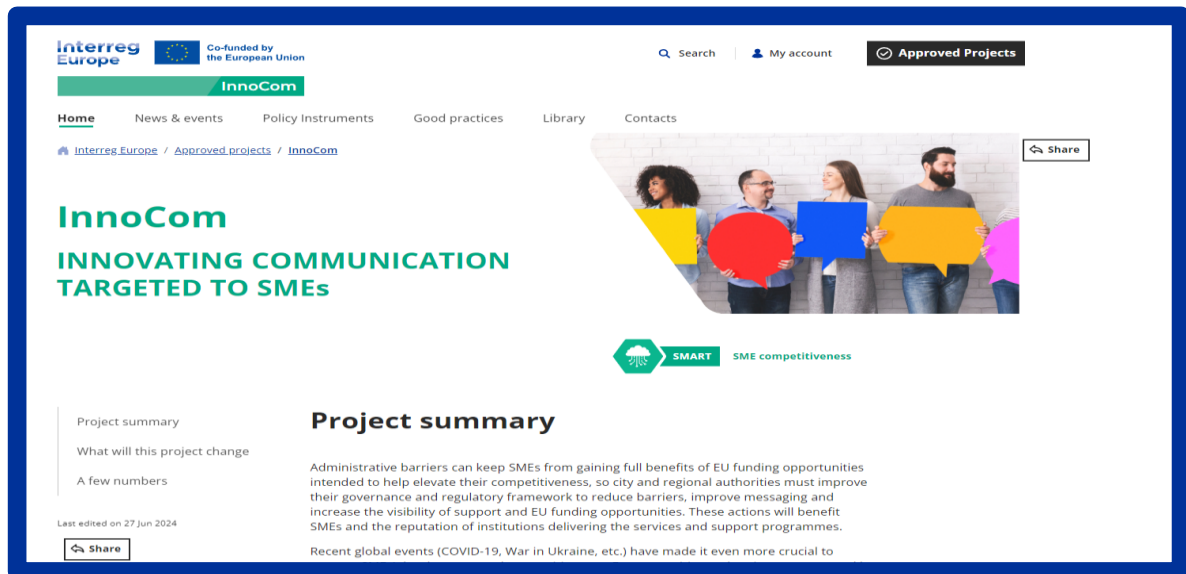 Interreg
Europe
Co-funded by
the European Union
Search
My account
Approved Projects
InnoCom
Home
News & events
Policy Instruments
Good practices
Library
Contacts
Interreg Europe / Approved projects / InnoCom
Share
InnoCom
INNOVATING COMMUNICATION
TARGETED TO SMEs
SMART
SME competitiveness
Project summary
What will this project change
A few numbers
Last edited on 27 Jun 2024
Share
Project summary
Administrative barriers can keep SMEs from gaining full benefits of EU funding opportunities
intended to help elevate their competitiveness, so city and regional authorities must improve
their governance and regulatory framework to reduce barriers, improve messaging and
increase the visibility of support and EU funding opportunities. These actions will benefit
SMEs and the reputation of institutions delivering the services and support programmes.
Recent global events (COVID-19, War in Ukraine, etc.) have made it even more crucial to